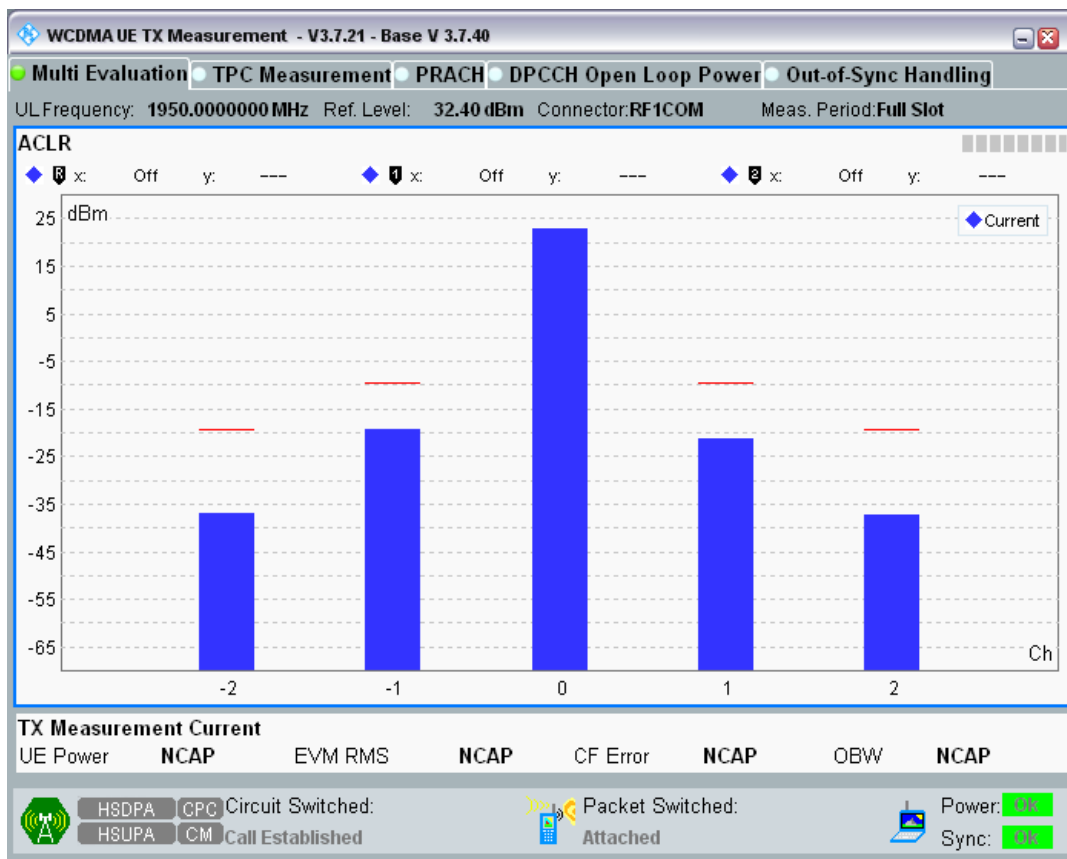 WCDMA UE TX Measurement - V3.7.21 - Base V 3.7.40
Multi Evaluation TPC Measurement PRACH DPCCH Open Loop Power Out-of-Sync Handling
UL Frequency: 1950.0000000 MHz Ref. Level: 32.40 dBm Connector:RF1COM Meas. Period:Full Slot
ACLR
R x: Off y: --- 1 x: Off y: --- 2 x: Off y: ---
dBm
Current
25
15
5
-5
-15
-25
-35
-45
-55
-65
Ch
-2 -1 0 1 2
TX Measurement Current
UE Power NCAP EVM RMS NCAP CF Error NCAP OBW NCAP
HSDPA CPC Circuit Switched: Packet Switched: Power: Ok
HSUPA CM Call Established Attached Sync: Ok